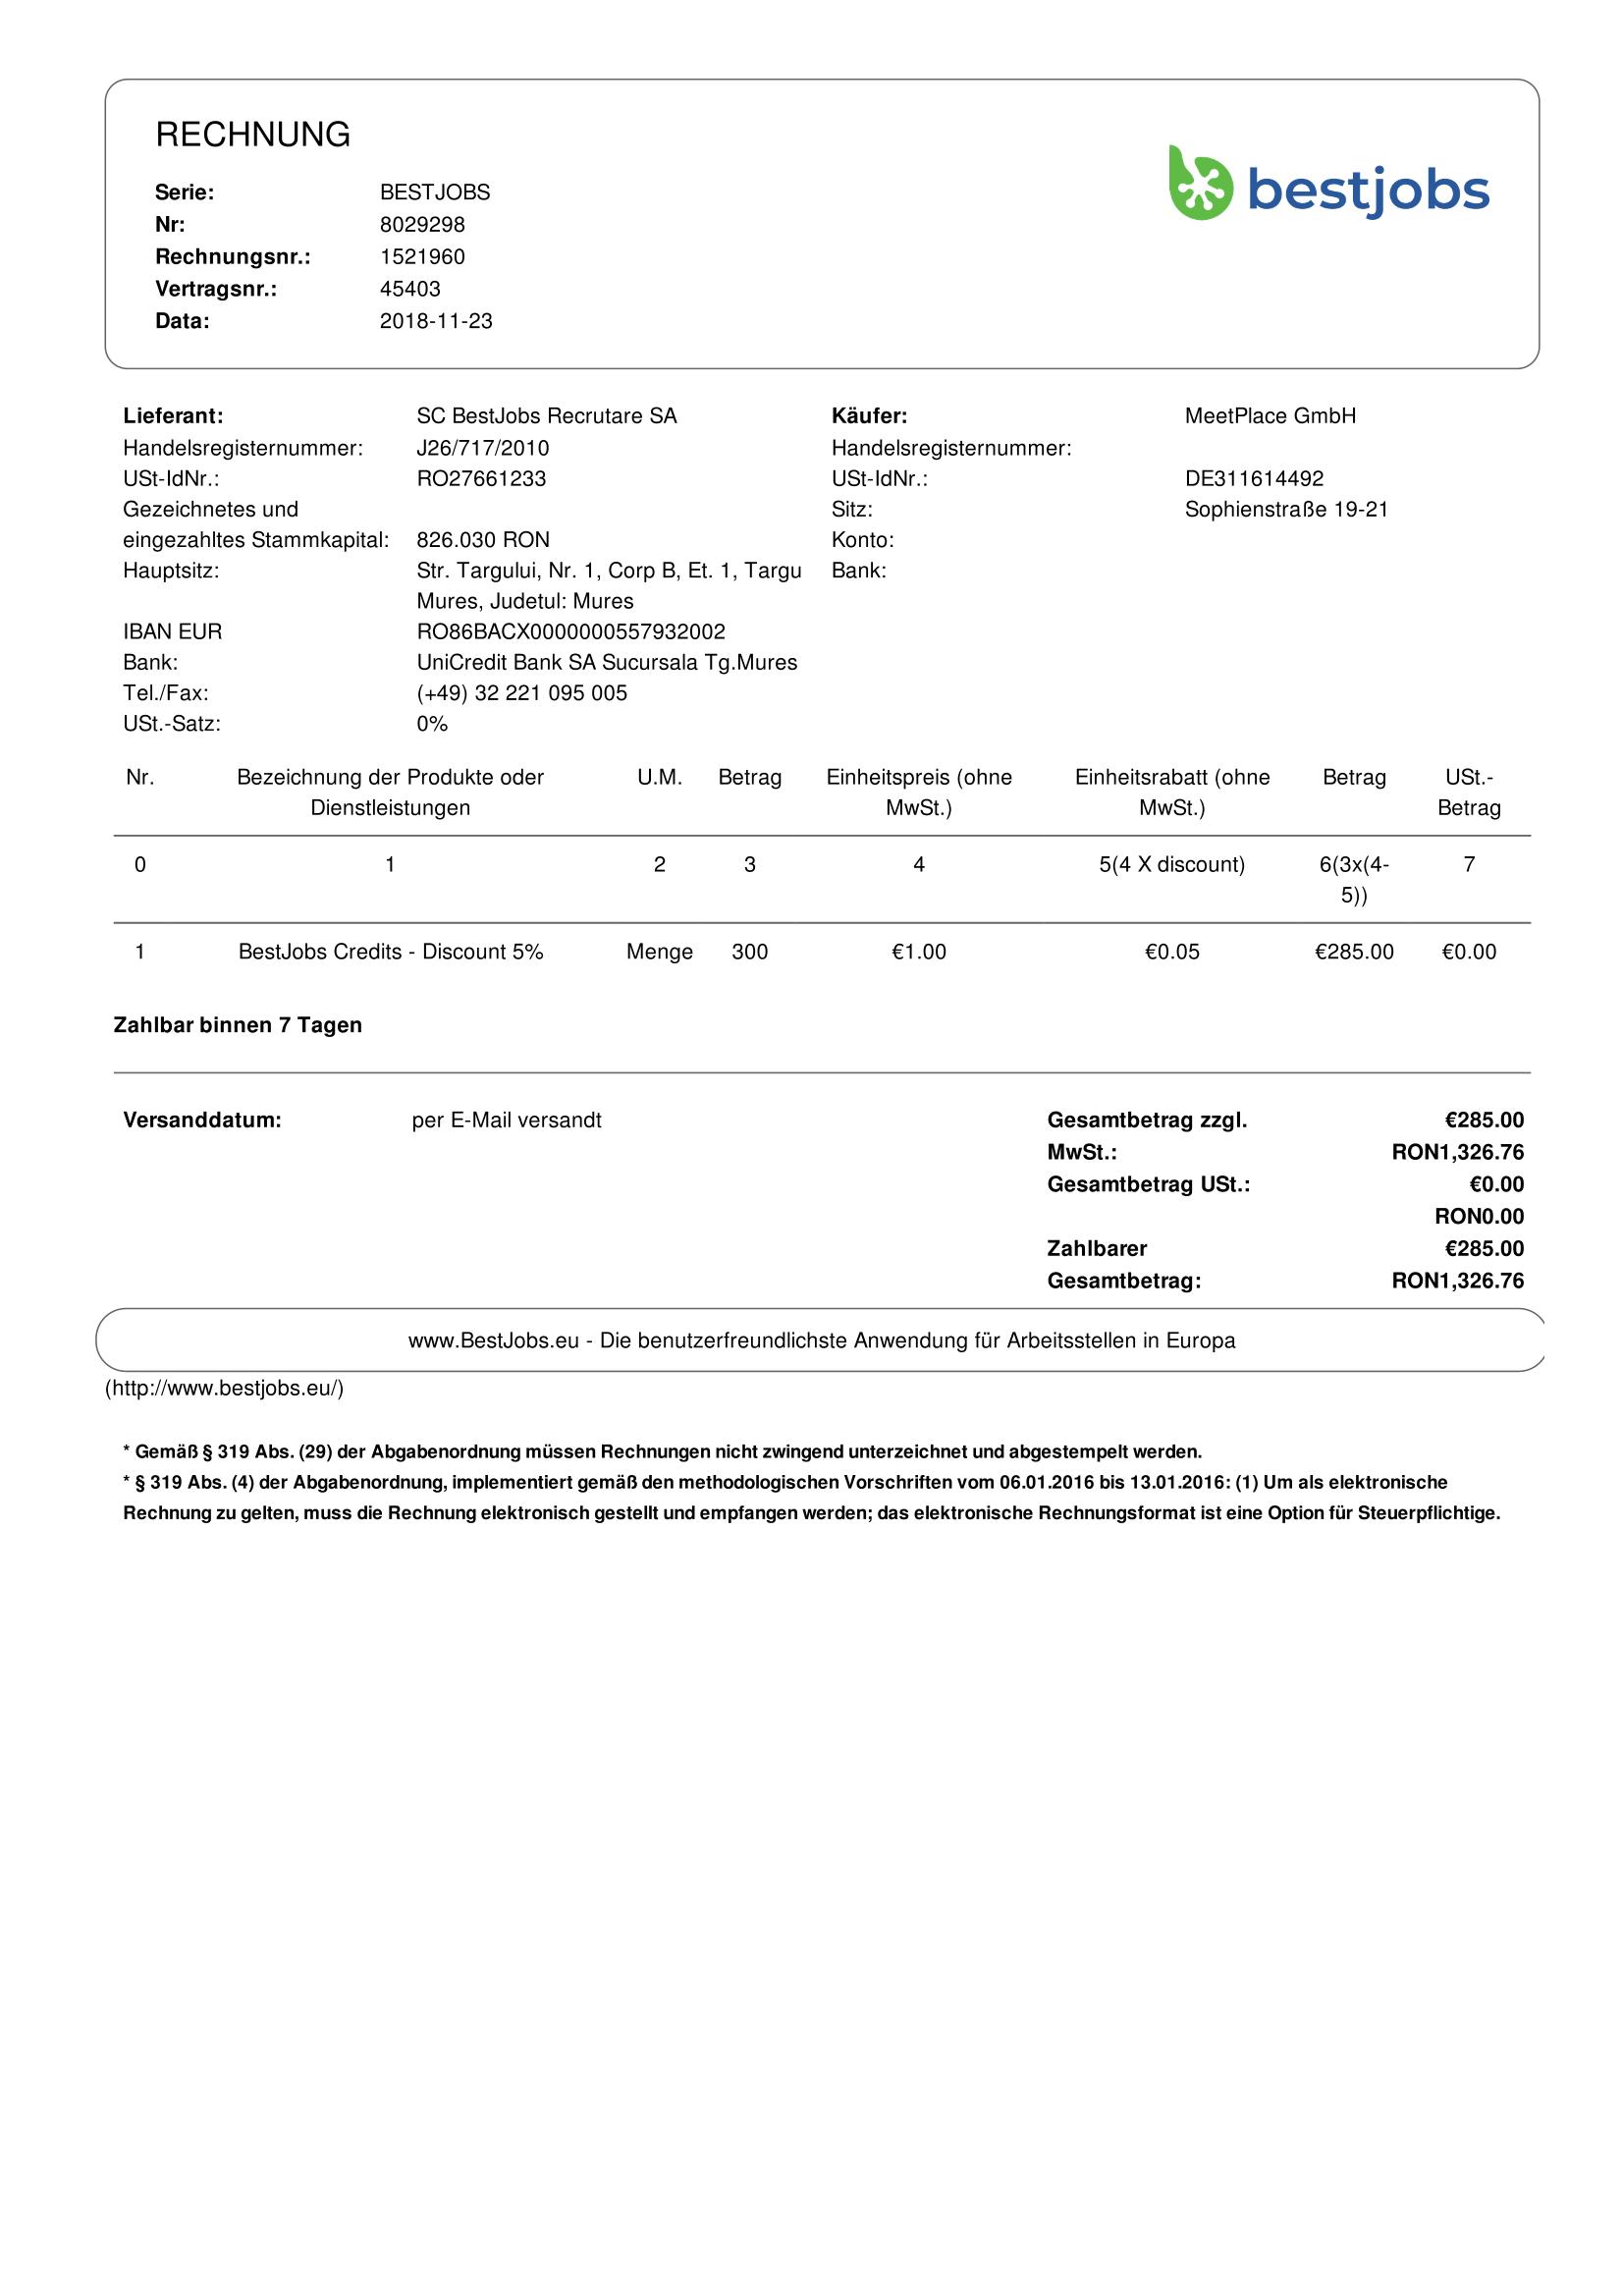 RECHNUNG
bestjobs
Serie: BESTJOBS
Nr: 8029298
Rechnungsnr.: 1521960
Vertragsnr.: 45403
Data: 2018-11-23
Lieferant: SC BestJobs Recrutare SA Käufer: MeetPlace GmbH
Handelsregisternummer: J26/717/2010 Handelsregisternummer:
USt-IdNr.: RO27661233 USt-IdNr.: DE311614492
Gezeichnetes und Sitz: Sophienstraße 19-21
eingezahltes Stammkapital: 826.030 RON Konto:
Hauptsitz: Str. Targului, Nr. 1, Corp B, Et. 1, Targu Bank:
Mures, Judetul: Mures
IBAN EUR RO86BACX0000000557932002
Bank: UniCredit Bank SA Sucursala Tg.Mures
Tel./Fax: (+49) 32 221 095 005
USt.-Satz: 0%
Nr. Bezeichnung der Produkte oder U.M. Betrag Einheitspreis (ohne Einheitsrabatt (ohne Betrag USt.-
Dienstleistungen MwSt.) MwSt.) Betrag
0 1 2 3 4 5(4 X discount) 6(3x(4- 7
5))
1 BestJobs Credits - Discount 5% Menge 300 €1.00 €0.05 €285.00 €0.00
Zahlbar binnen 7 Tagen
Versanddatum: per E-Mail versandt Gesamtbetrag zzgl. €285.00
MwSt.: RON1,326.76
Gesamtbetrag USt.: €0.00
RON0.00
Zahlbarer €285.00
Gesamtbetrag: RON1,326.76
www.BestJobs.eu - Die benutzerfreundlichste Anwendung für Arbeitsstellen in Europa
(http://www.bestjobs.eu/)
* Gemäß § 319 Abs. (29) der Abgabenordnung müssen Rechnungen nicht zwingend unterzeichnet und abgestempelt werden.
* § 319 Abs. (4) der Abgabenordnung, implementiert gemäß den methodologischen Vorschriften vom 06.01.2016 bis 13.01.2016: (1) Um als elektronische
Rechnung zu gelten, muss die Rechnung elektronisch gestellt und empfangen werden; das elektronische Rechnungsformat ist eine Option für Steuerpflichtige.